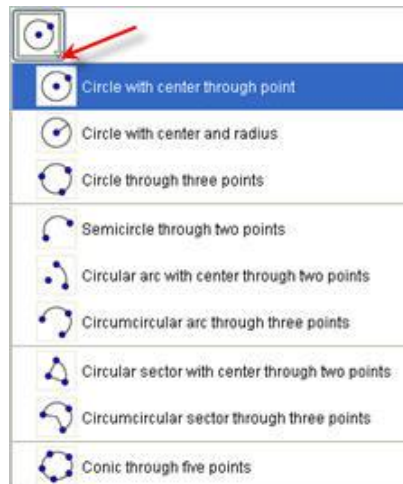 Circle with center through point
Circle with center and radius
Circle through three points
Semicircle through two points
Circular arc with center through two points
Circumcircular arc through three points
Circular sector with center through two points
Circumcircular sector through three points
Conic through five points